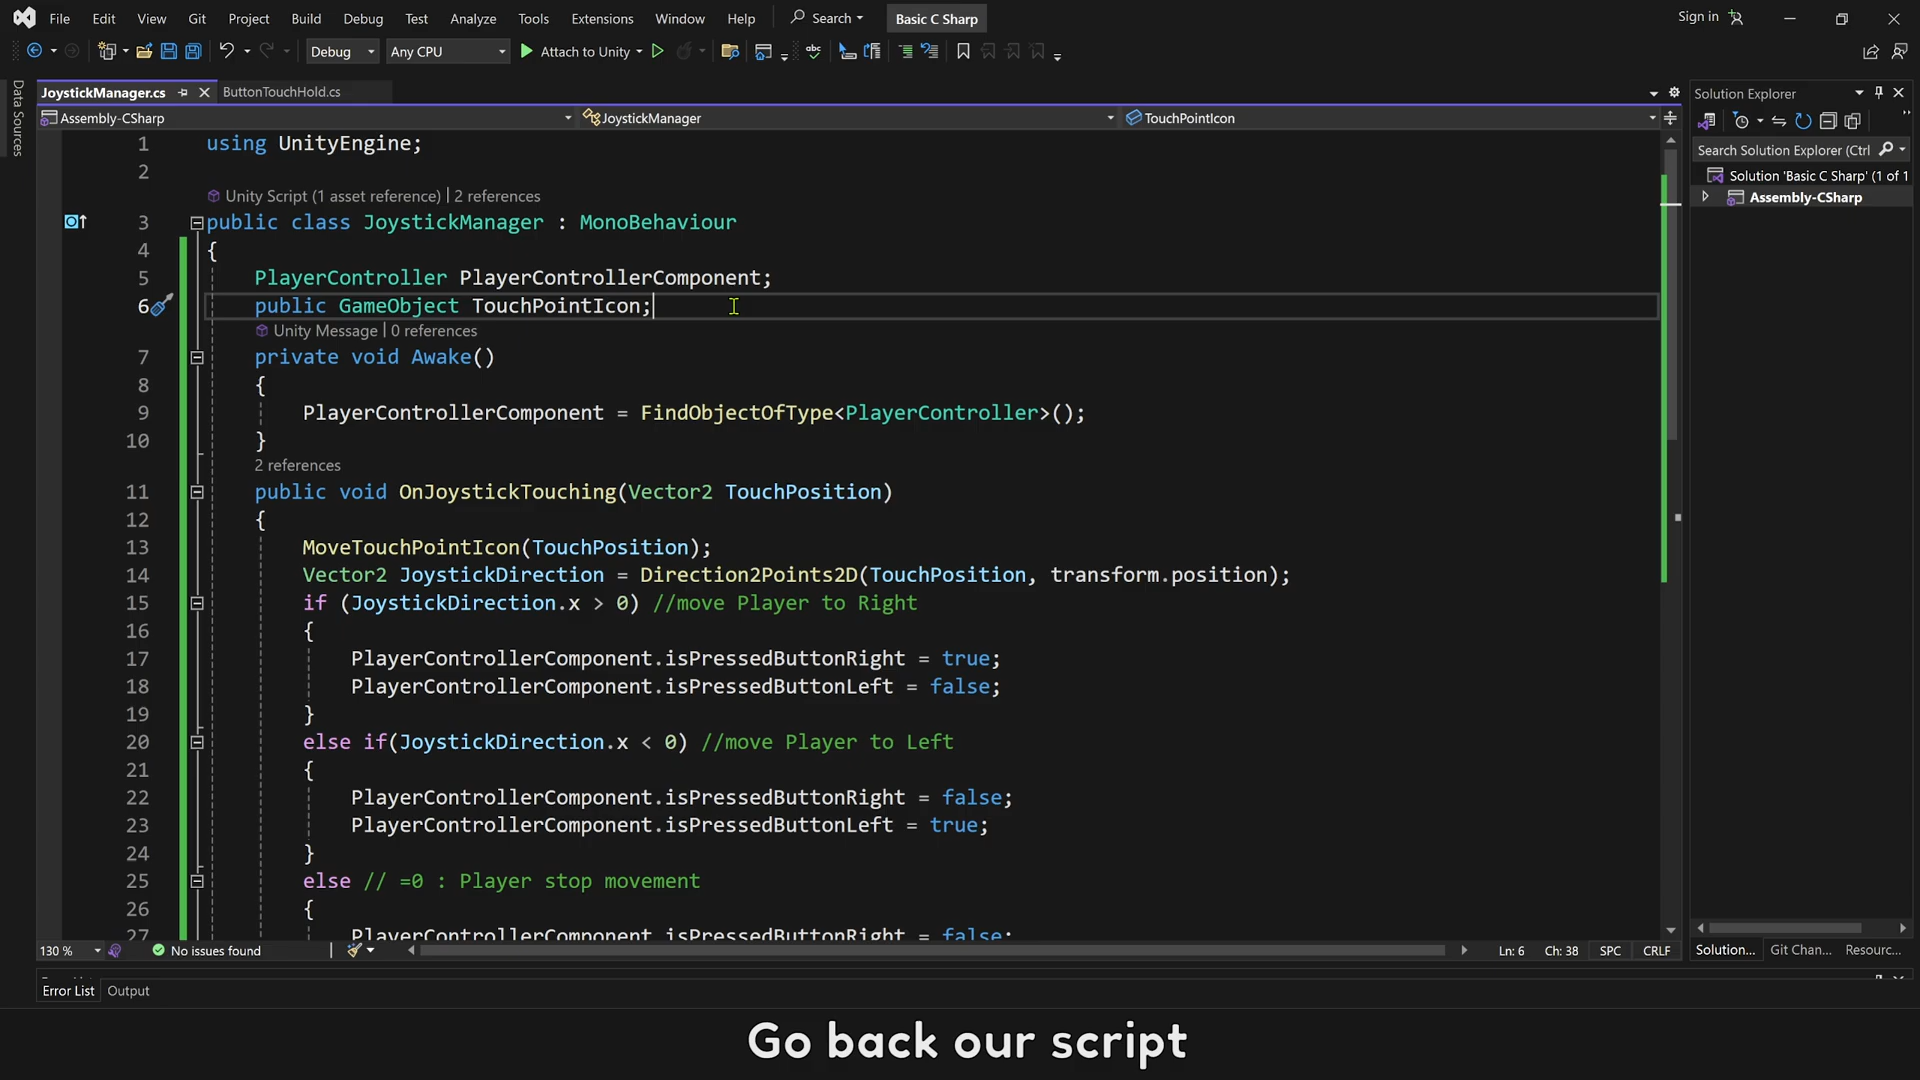 File Edit View Git Project Build Debug Test Analyze Tools Extensions Window Help Search Basic C Sharp Sign in
Debug Any CPU Attach to Unity
Data Sources
JoystickManager.cs ButtonTouchHold.cs
Assembly-CSharp JoystickManager TouchPointIcon
1 using UnityEngine;
2
Unity Script (1 asset reference) | 2 references
3 public class JoystickManager : MonoBehaviour
4 {
5 PlayerController PlayerControllerComponent;
6 public GameObject TouchPointIcon;
Unity Message | 0 references
7 private void Awake()
8 {
9 PlayerControllerComponent = FindObjectOfType<PlayerController>();
10 }
2 references
11 public void OnJoystickTouching(Vector2 TouchPosition)
12 {
13 MoveTouchPointIcon(TouchPosition);
14 Vector2 JoystickDirection = Direction2Points2D(TouchPosition, transform.position);
15 if (JoystickDirection.x > 0) //move Player to Right
16 {
17 PlayerControllerComponent.isPressedButtonRight = true;
18 PlayerControllerComponent.isPressedButtonLeft = false;
19 }
20 else if(JoystickDirection.x < 0) //move Player to Left
21 {
22 PlayerControllerComponent.isPressedButtonRight = false;
23 PlayerControllerComponent.isPressedButtonLeft = true;
24 }
25 else // =0 : Player stop movement
26 {
27 PlayerControllerComponent.isPressedButtonRight = false;
130 % No issues found Ln: 6 Ch: 38 SPC CRLF
Error List Output
Solution Explorer
Search Solution Explorer (Ctrl
Solution 'Basic C Sharp' (1 of 1
Assembly-CSharp
Solution... Git Chan... Resourc...
Go back our script